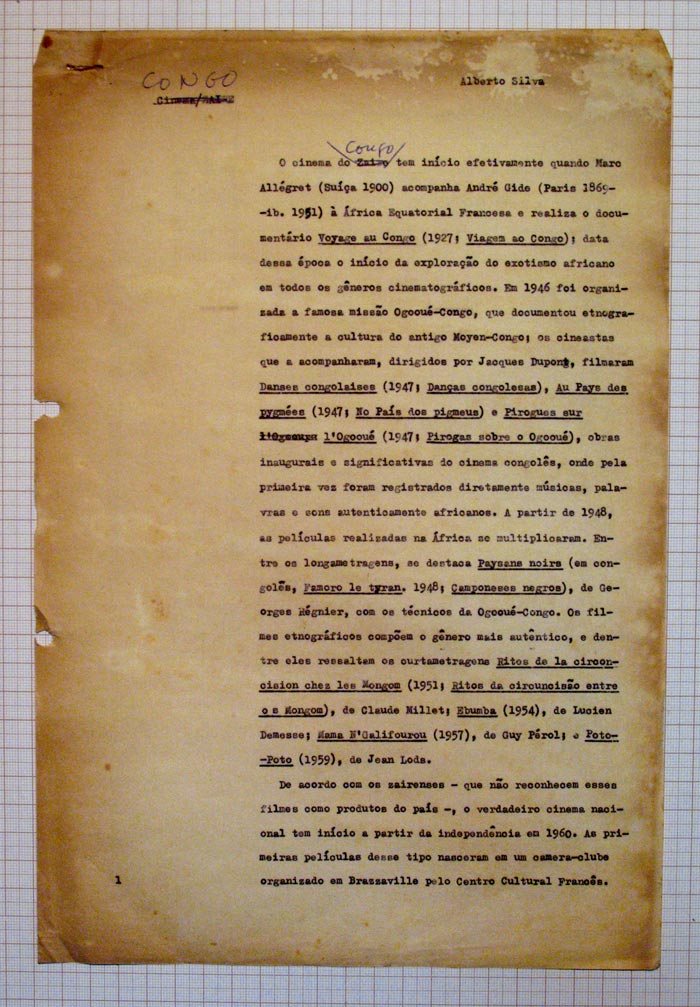 CONGO
Alberto Silva
Cinema/ZAIRE
Congo
O cinema do Zaire tem início efetivamente quando Marc
Allégret (Suíça 1900) acompanha André Gide (Paris 1869-
-ib. 1951) à África Equatorial Francesa e realiza o docu-
mentário Voyage au Congo (1927; Viagem ao Congo); data
dessa época o início da exploração do exotismo africano
em todos os gêneros cinematográficos. Em 1946 foi organi-
zada a famosa missão Ogooué-Congo, que documentou etnogra-
ficamente a cultura do antigo Moyen-Congo; os cineastas
que a acompanharam, dirigidos por Jacques Dupont, filmaram
Danses congolaises (1947; Danças congolesas), Au Pays des
pygmées (1947; No País dos pigmeus) e Pirogues sur
l'Ogooué (1947; Pirogas sobre o Ogooué), obras
inaugurais e significativas do cinema congolês, onde pela
primeira vez foram registrados diretamente músicas, pala-
vras e sons autenticamente africanos. A partir de 1948,
as películas realizadas na África se multiplicaram. En-
tre os longametragens, se destaca Paysans noirs (em con-
golês, Famoro le tyran. 1948; Camponeses negros), de Ge-
orges Régnier, com os técnicos da Ogooué-Congo. Os fil-
mes etnográficos compõem o gênero mais autêntico, e den-
tre eles ressaltam os curtametragens Rites de la circon-
cision chez les Mongom (1951; Ritos da circuncisão entre
o s Mongom), de Claude Millet; Ebumba (1954), de Lucien
Demesse; Mama N'Galifourou (1957), de Guy Pérol; e Poto-
-Poto (1959), de Jean Lods.
De acordo com os zairenses - que não reconhecem esses
filmes como produtos do país -, o verdadeiro cinema naci-
onal tem início a partir da independência em 1960. As pri-
meiras películas desse tipo nasceram em um camera-clube
1 organizado em Brazzaville pelo Centro Cultural Francês.